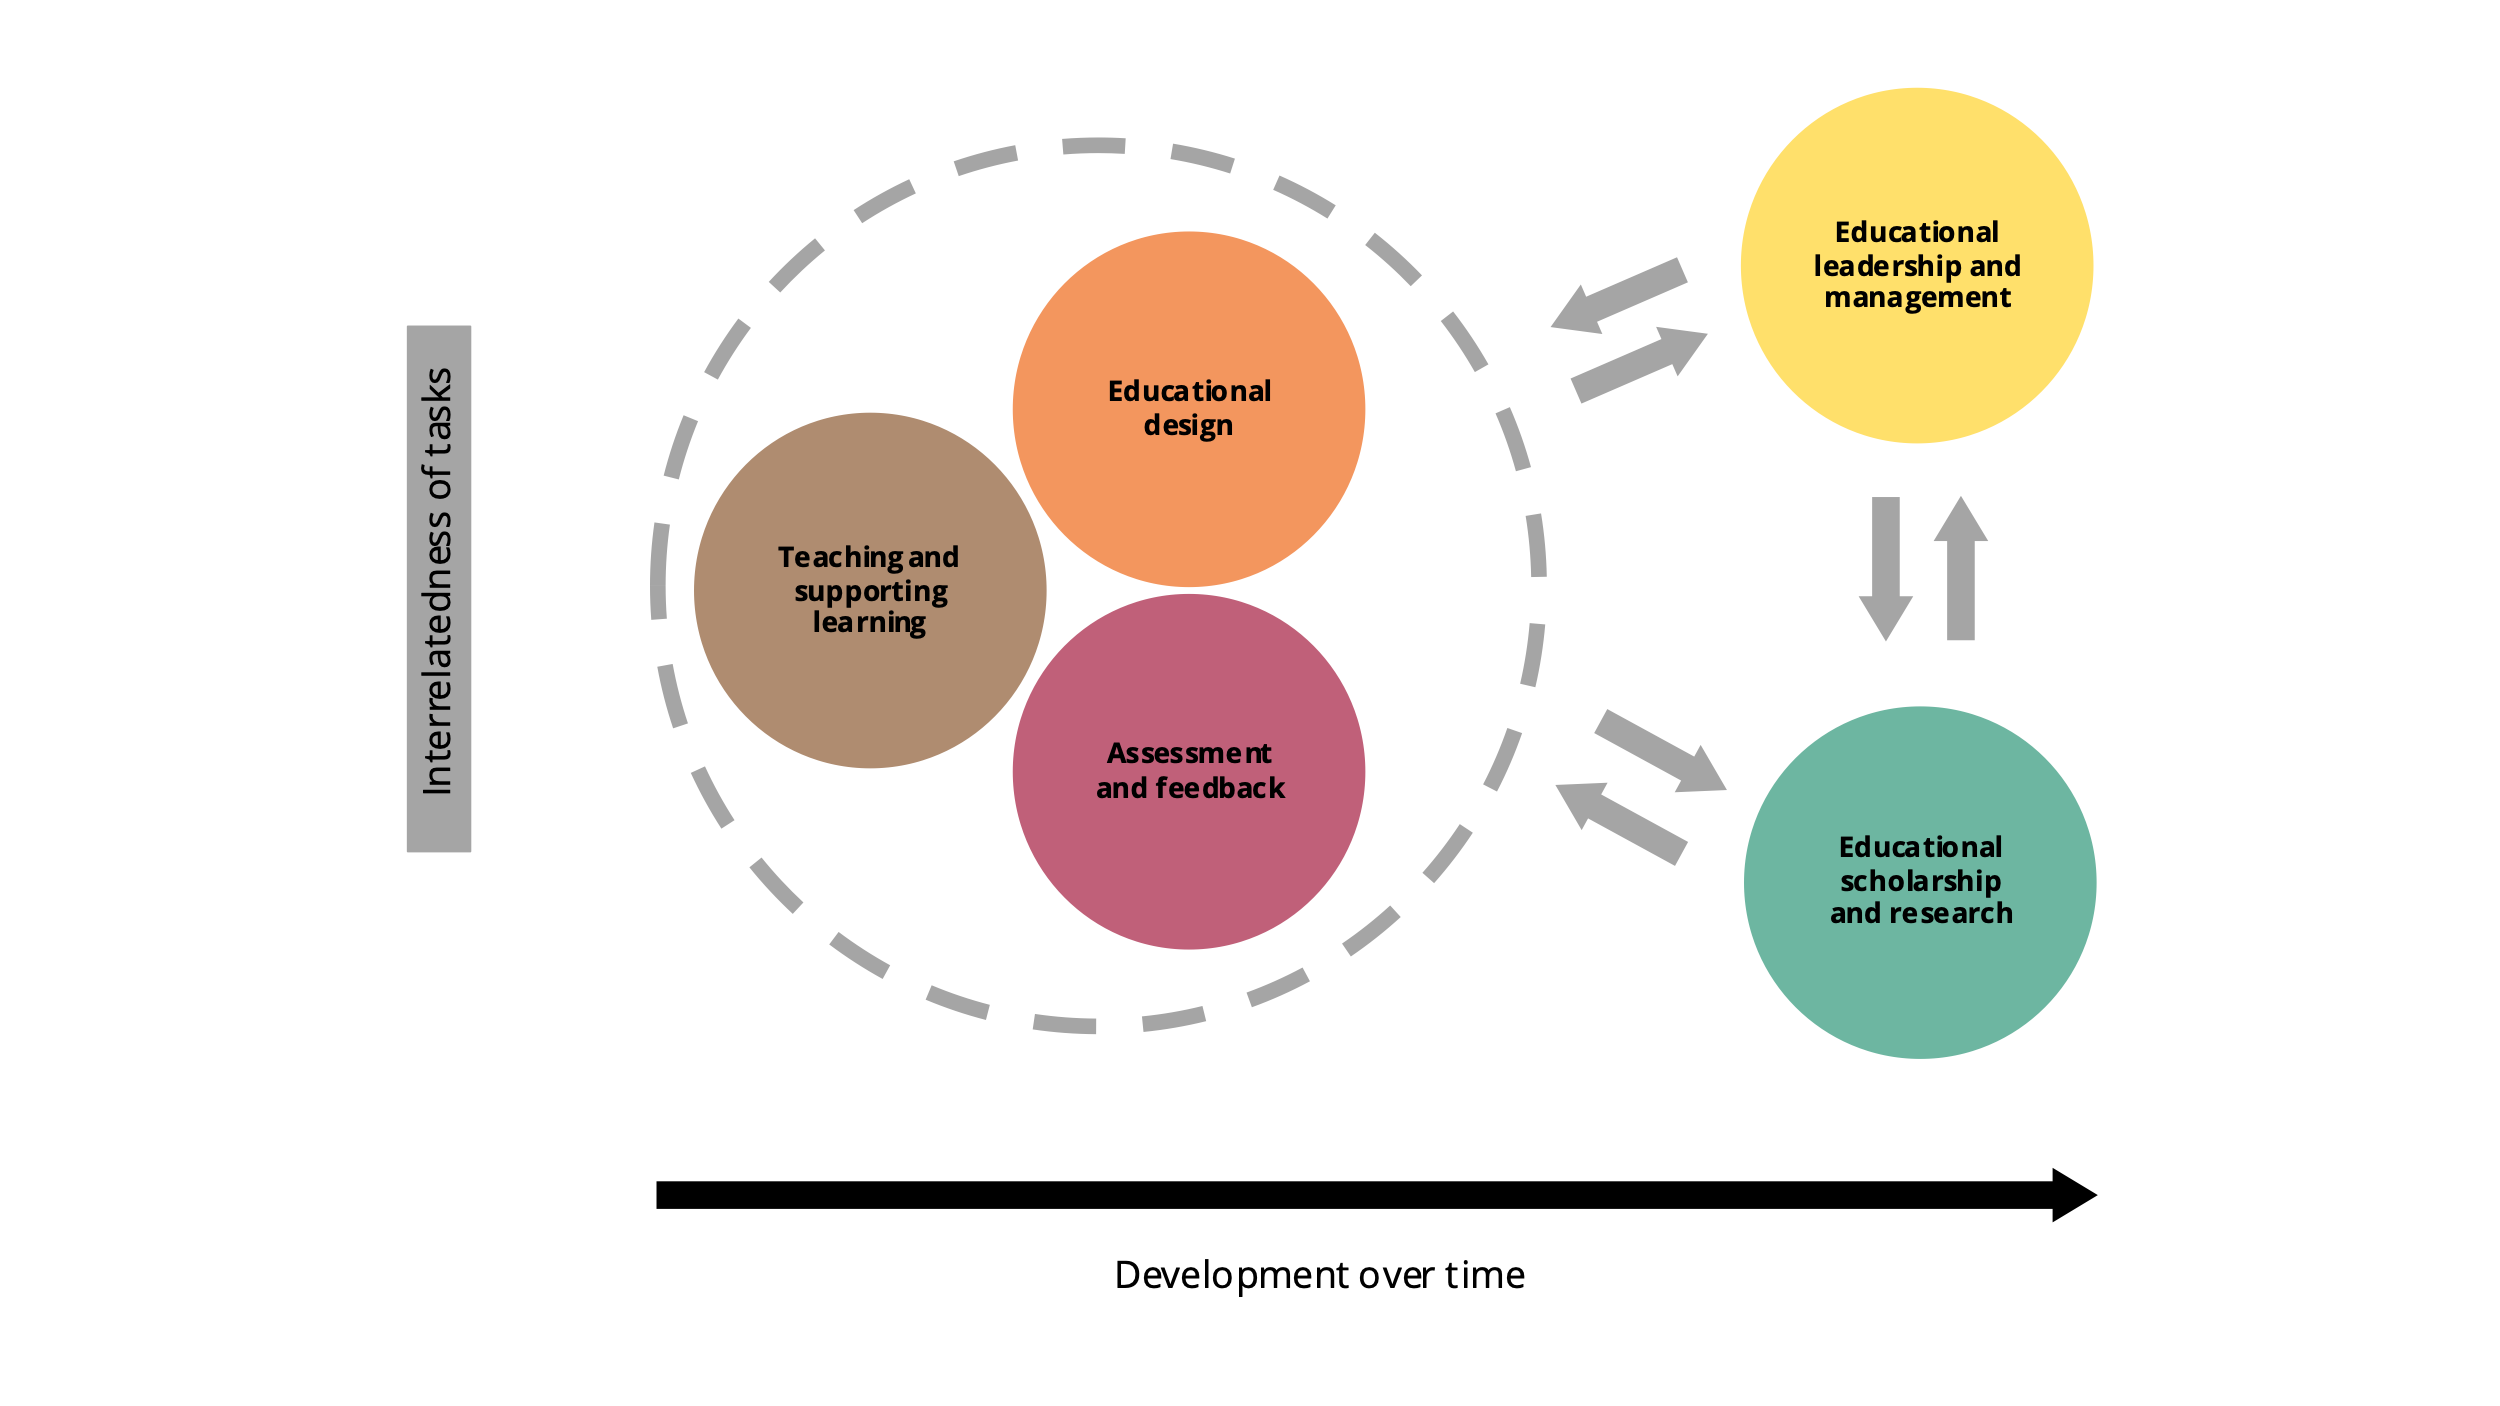 Interrelatedness of tasks
Teaching and
supporting
learning
Educational
design
Assessment
and feedback
Educational
leadership and
management
Educational
scholarship
and research
Development over time